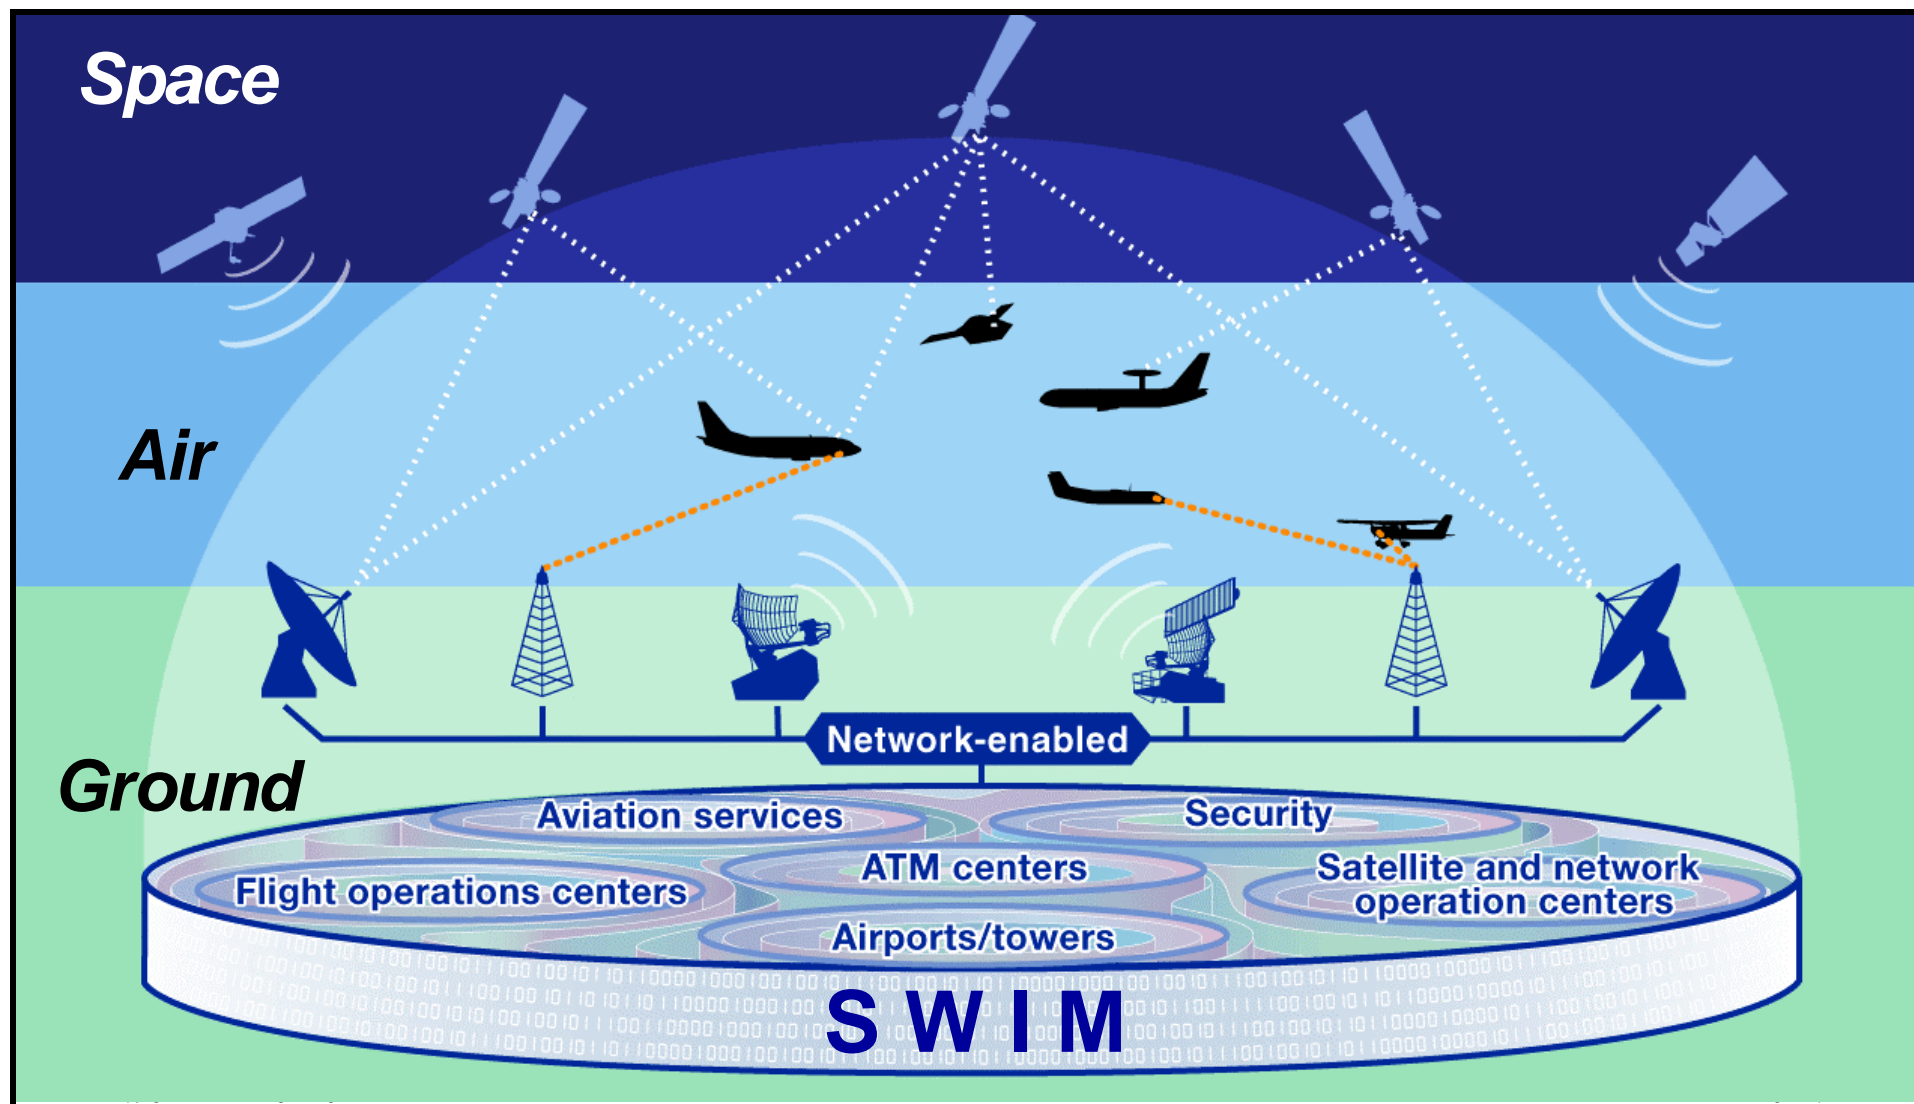 Space
Air
Ground
Network-enabled
Aviation services
Security
ATM centers
Flight operations centers
Satellite and network
operation centers
Airports/towers
SWIM